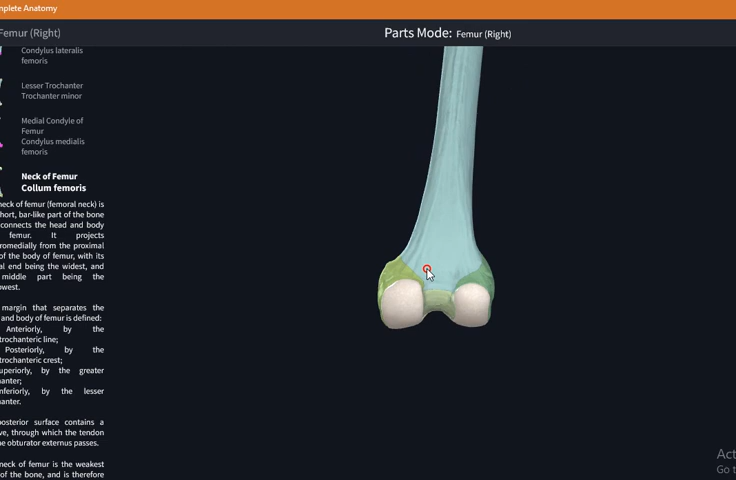 mplete Anatomy
Femur (Right)
Parts Mode: Femur (Right)
Condylus lateralis
femoris
Lesser Trochanter
Trochanter minor
Medial Condyle of
Femur
Condylus medialis
femoris
Neck of Femur
Collum femoris
neck of femur (femoral neck) is
hort, bar-like part of the bone
connects the head and body
femur. It projects
romedially from the proximal
of the body of femur, with its
al end being the widest, and
middle part being the
owest.
margin that separates the
and body of femur is defined:
Anteriorly, by the
trochanteric line;
Posteriorly, by the
trochanteric crest;
uperiorly, by the greater
hanter;
nferiorly, by the lesser
hanter.
posterior surface contains a
ve, through which the tendon
he obturator externus passes.
neck of femur is the weakest
of the bone, and is therefore
Act
Go t